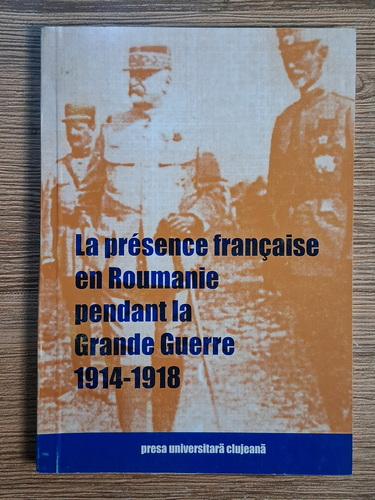 La présence française
en Roumanie
pendant la
Grande Guerre
1914-1918
presa universitară clujeană